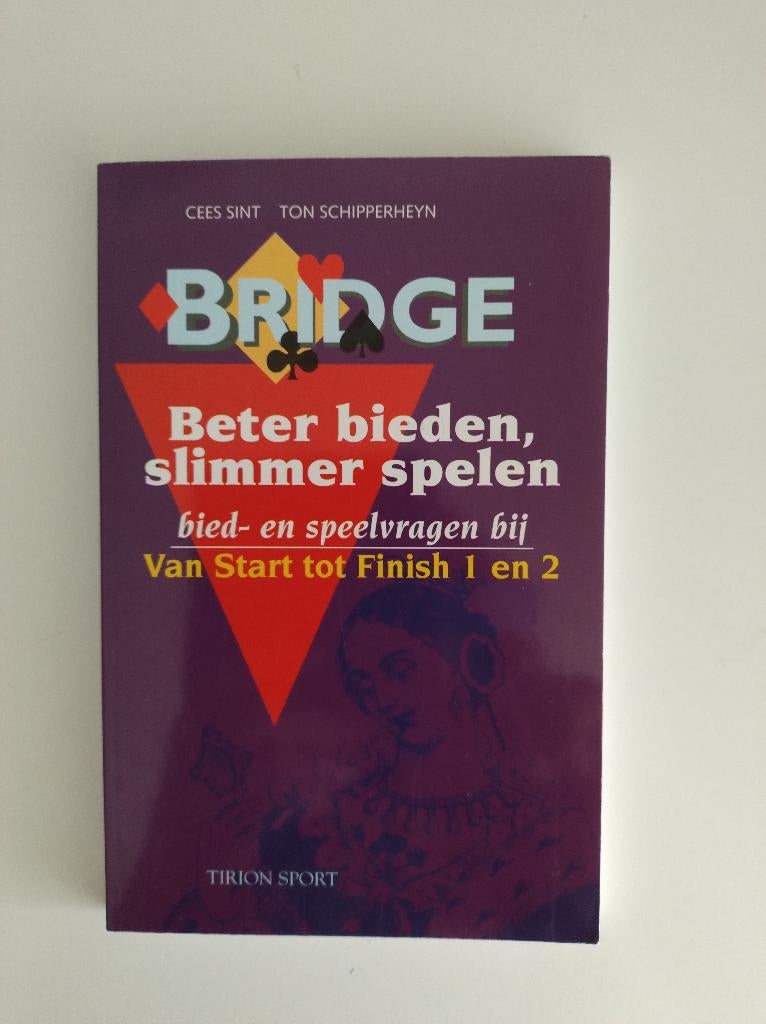 CEES SINT TON SCHIPPERHEYN
BRIDGE
Beter bieden,
slimmer spelen
bied- en speelvragen bij
Van Start tot Finish 1 en 2
TIRION SPORT